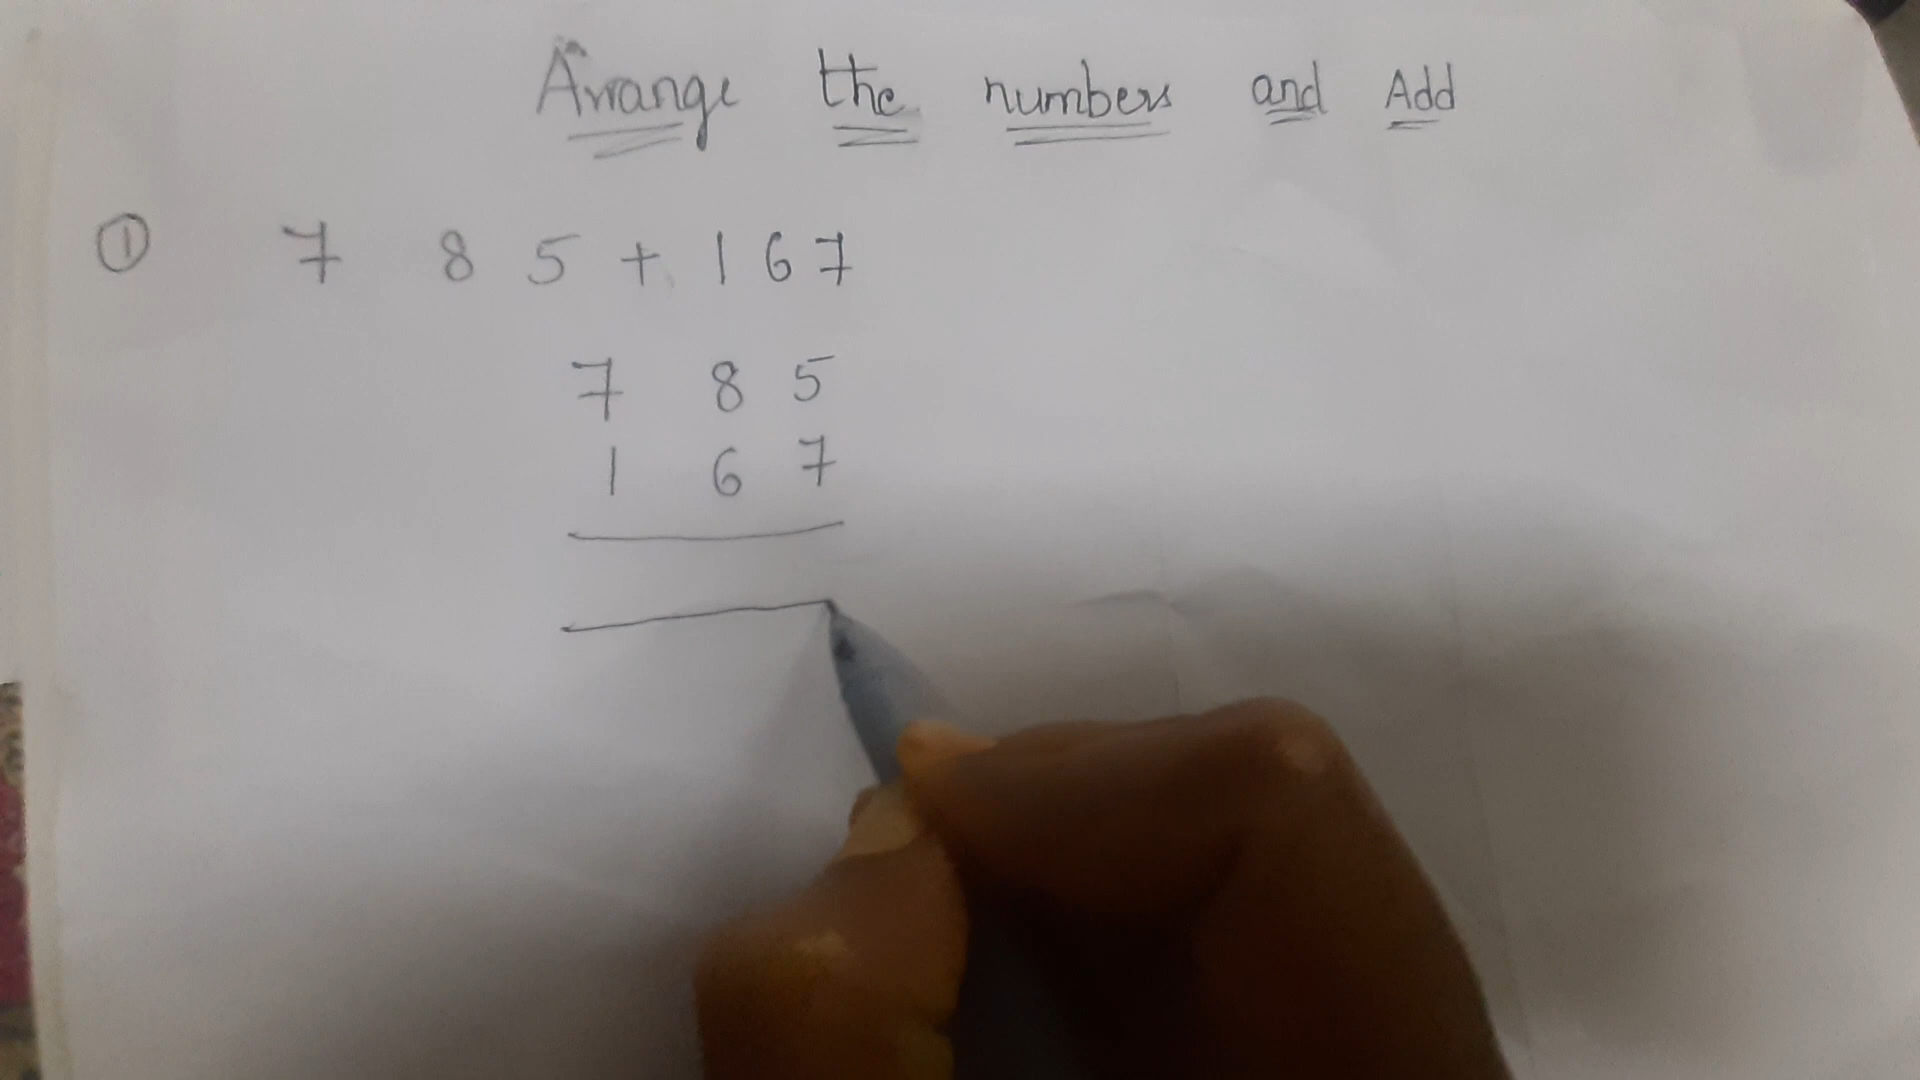 Arrange the numbers and Add
① 7 8 5 + 1 6 7
7 8 5
1 6 7